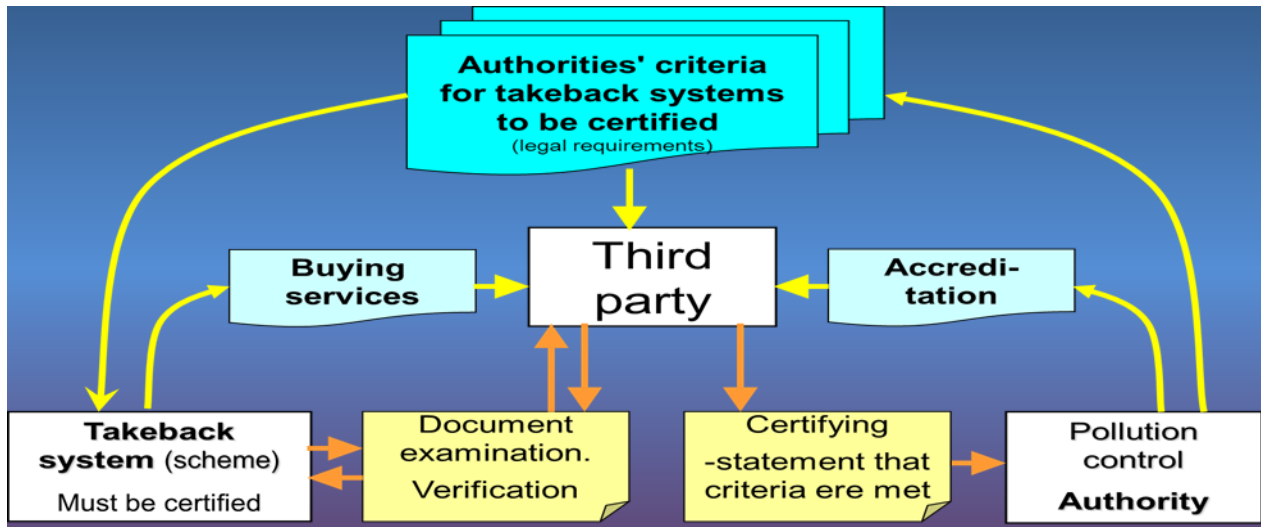 Authorities' criteria
for takeback systems
to be certified
(legal requirements)
Buying
services
Third
party
Accredi-
tation
Takeback
system (scheme)
Must be certified
Document
examination.
Verification
Certifying
-statement that
criteria ere met
Pollution
control
Authority